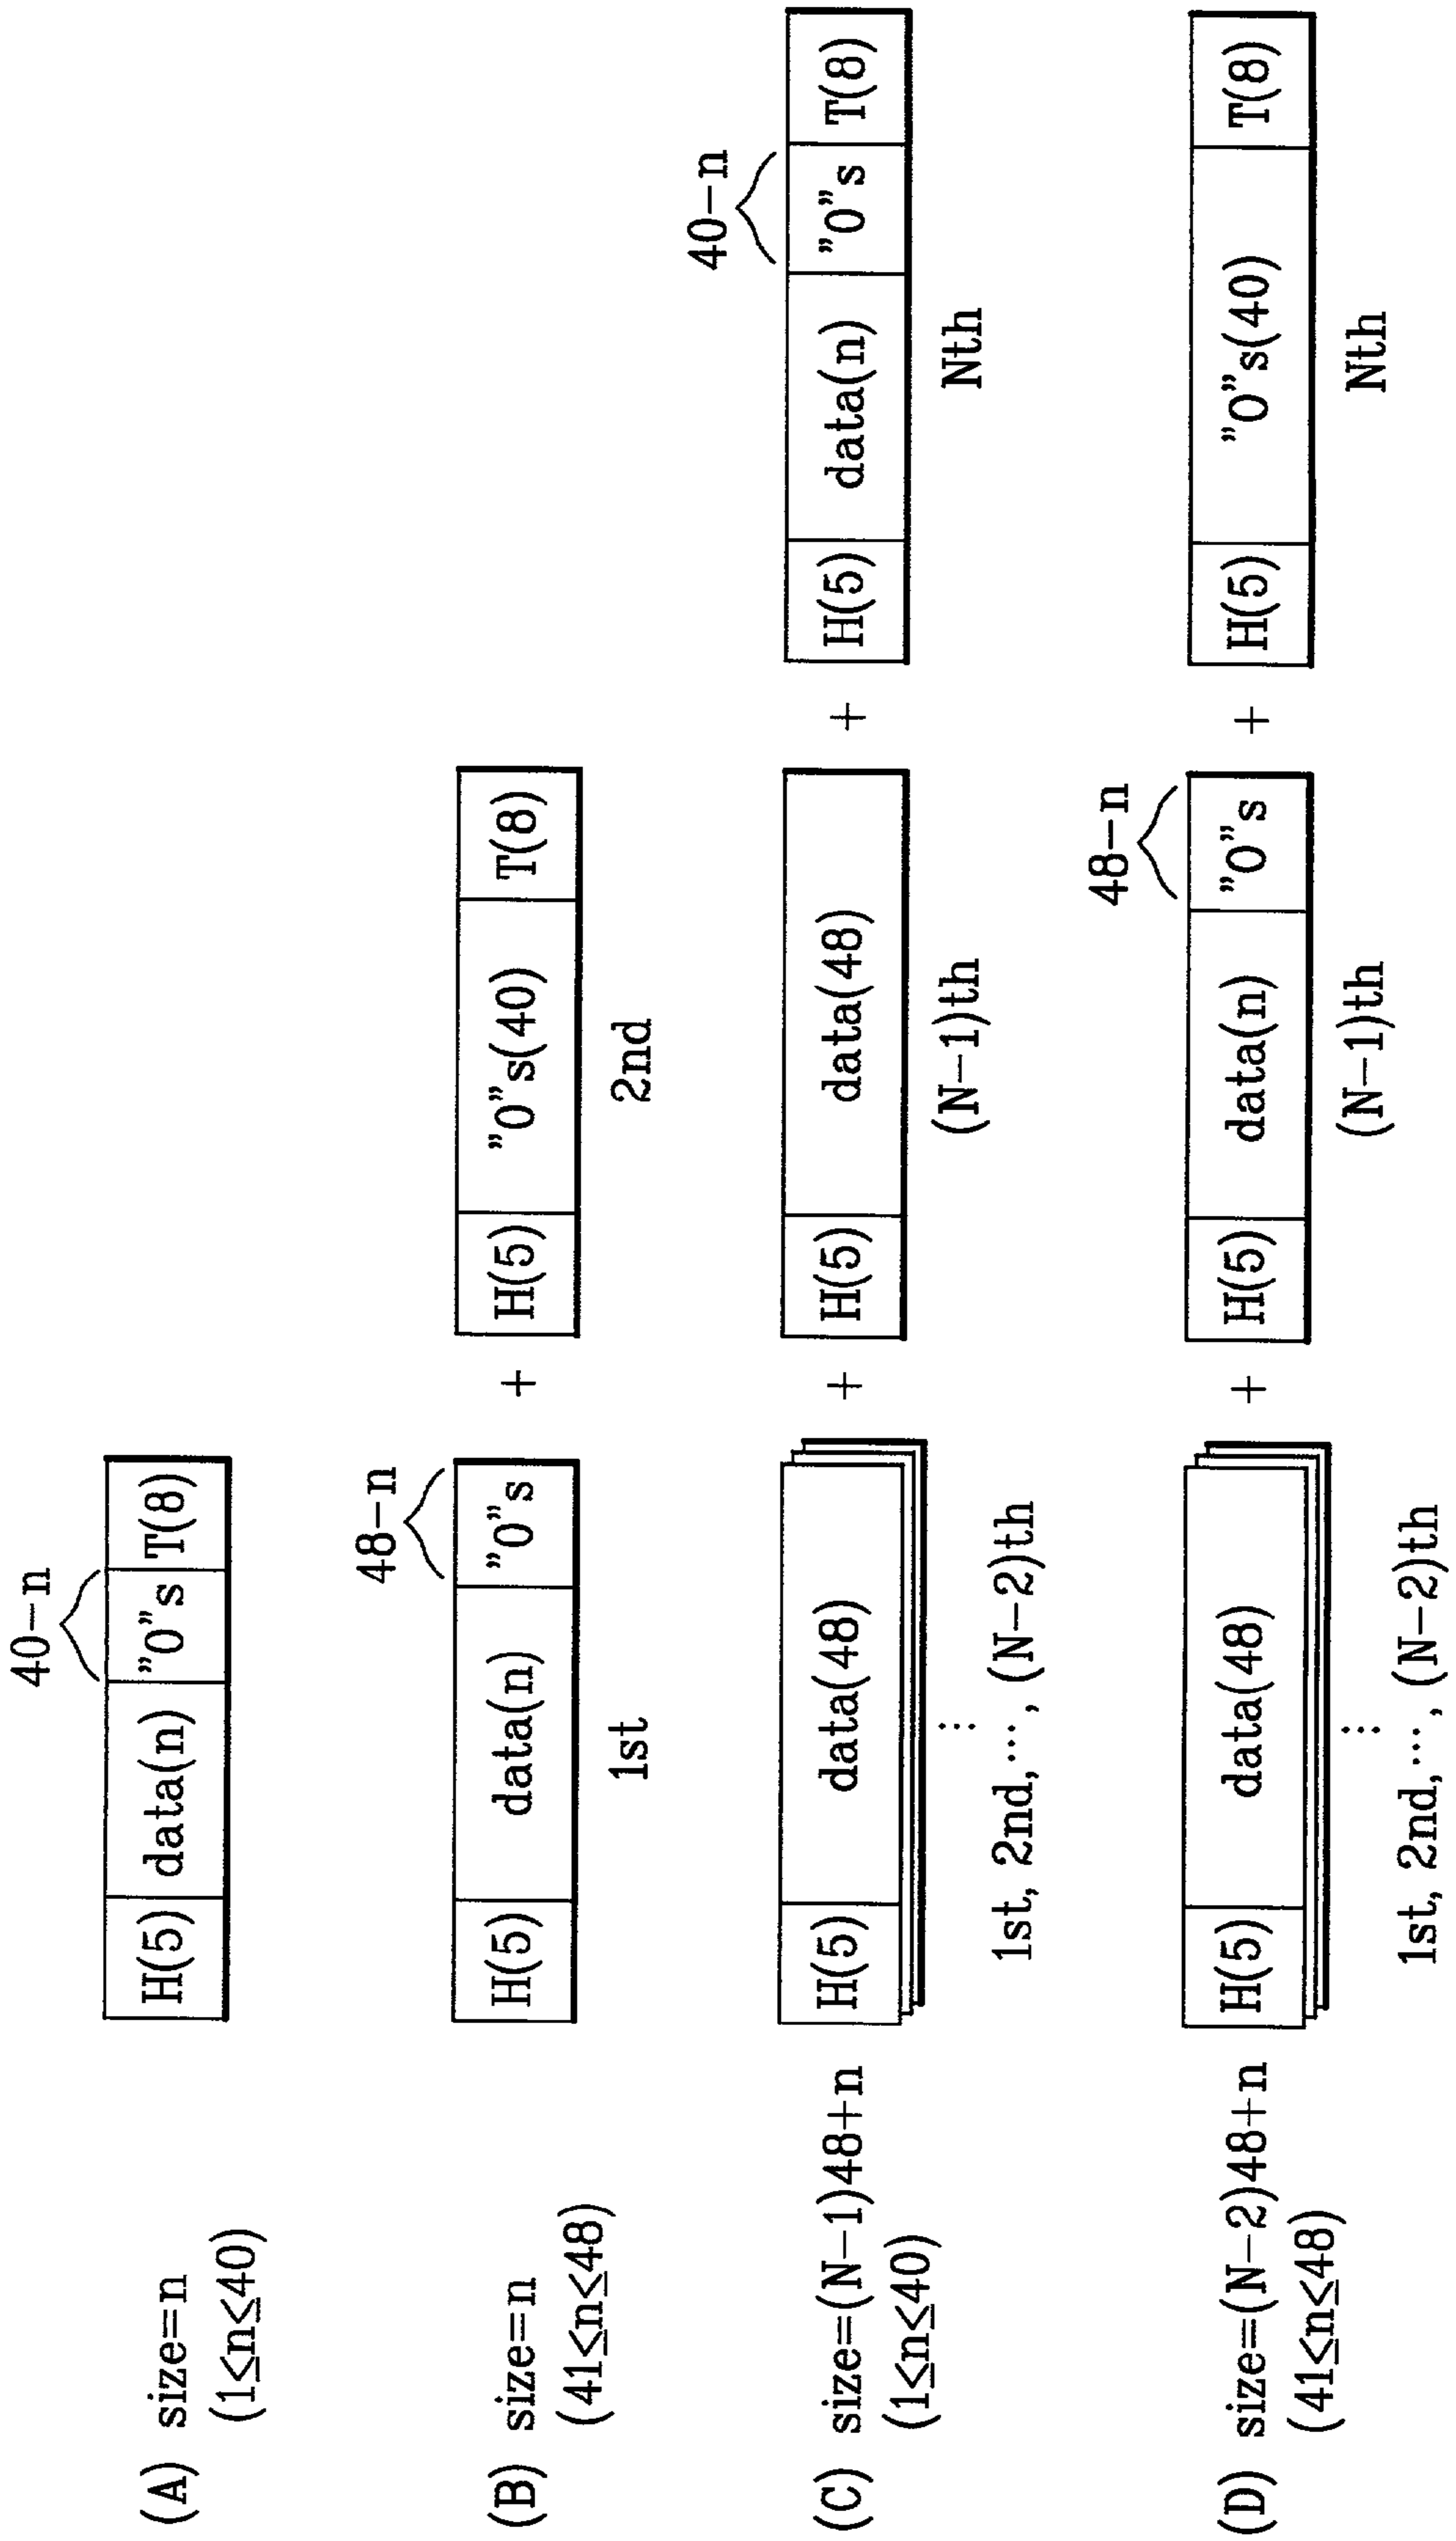 40-n
(A) size=n H(5) data(n) "0"s T(8)
(1≤n≤40)
48-n
(B) size=n H(5) data(n) "0"s + H(5) "0"s(40) T(8)
(41≤n≤48) 1st 2nd
40-n
(C) size=(N-1)48+n H(5) data(48) + H(5) data(48) + H(5) data(n) "0"s T(8)
(1≤n≤40) ⋮ (N-1)th Nth
1st, 2nd, ⋯, (N-2)th
48-n
(D) size=(N-2)48+n H(5) data(48) + H(5) data(n) "0"s + H(5) "0"s(40) T(8)
(41≤n≤48) ⋮ (N-1)th Nth
1st, 2nd, ⋯, (N-2)th